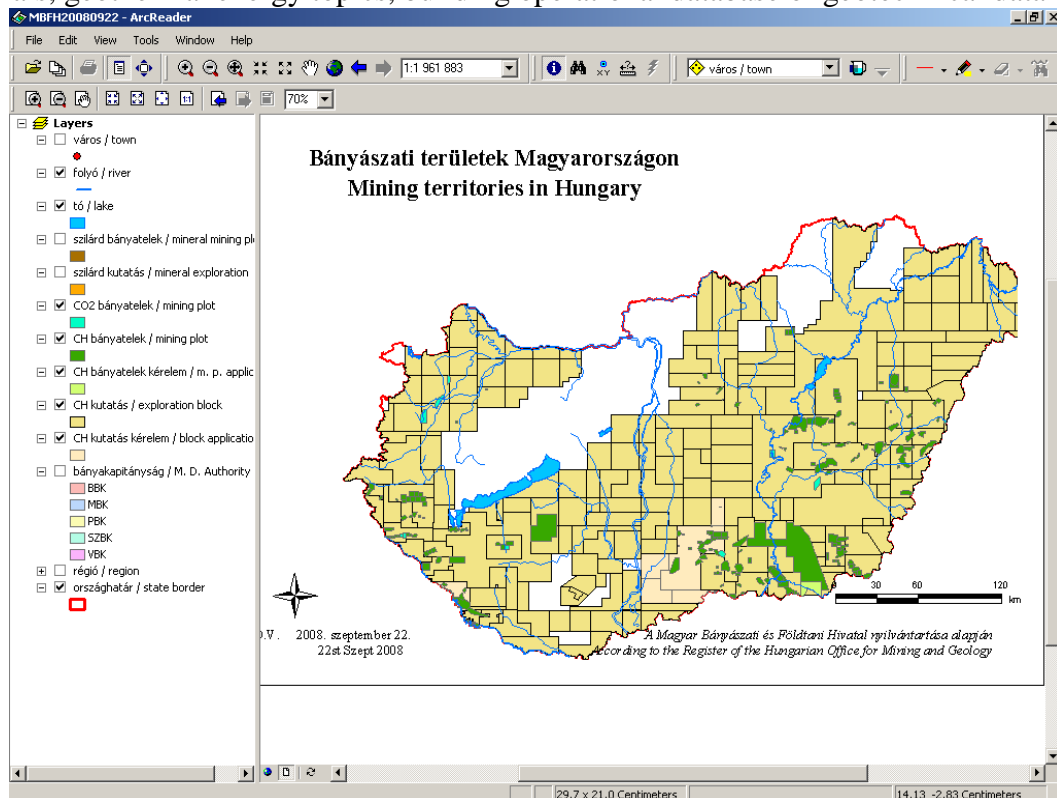 MBFH20080922 - ArcReader
File Edit View Tools Window Help
1:1 961 883
város / town
70%
Layers
város / town
folyó / river
tó / lake
szilárd bányatelek / mineral mining pl
szilárd kutatás / mineral exploration
CO2 bányatelek / mining plot
CH bányatelek / mining plot
CH bányatelek kérelem / m. p. applic
CH kutatás / exploration block
CH kutatás kérelem / block applicatio
bányakapitányság / M. D. Authority
BBK
MBK
PBK
SZBK
VBK
régió / region
országhatár / state border
Bányászati területek Magyarországon
Mining territories in Hungary
0 30 60 120
km
.V. 2008. szeptember 22.
22st Szept 2008
A Magyar Bányászati és Földtani Hivatal nyilvántartása alapján
According to the Register of the Hungarian Office for Mining and Geology
29.7 x 21.0 Centimeters
14.13 -2.83 Centimeters